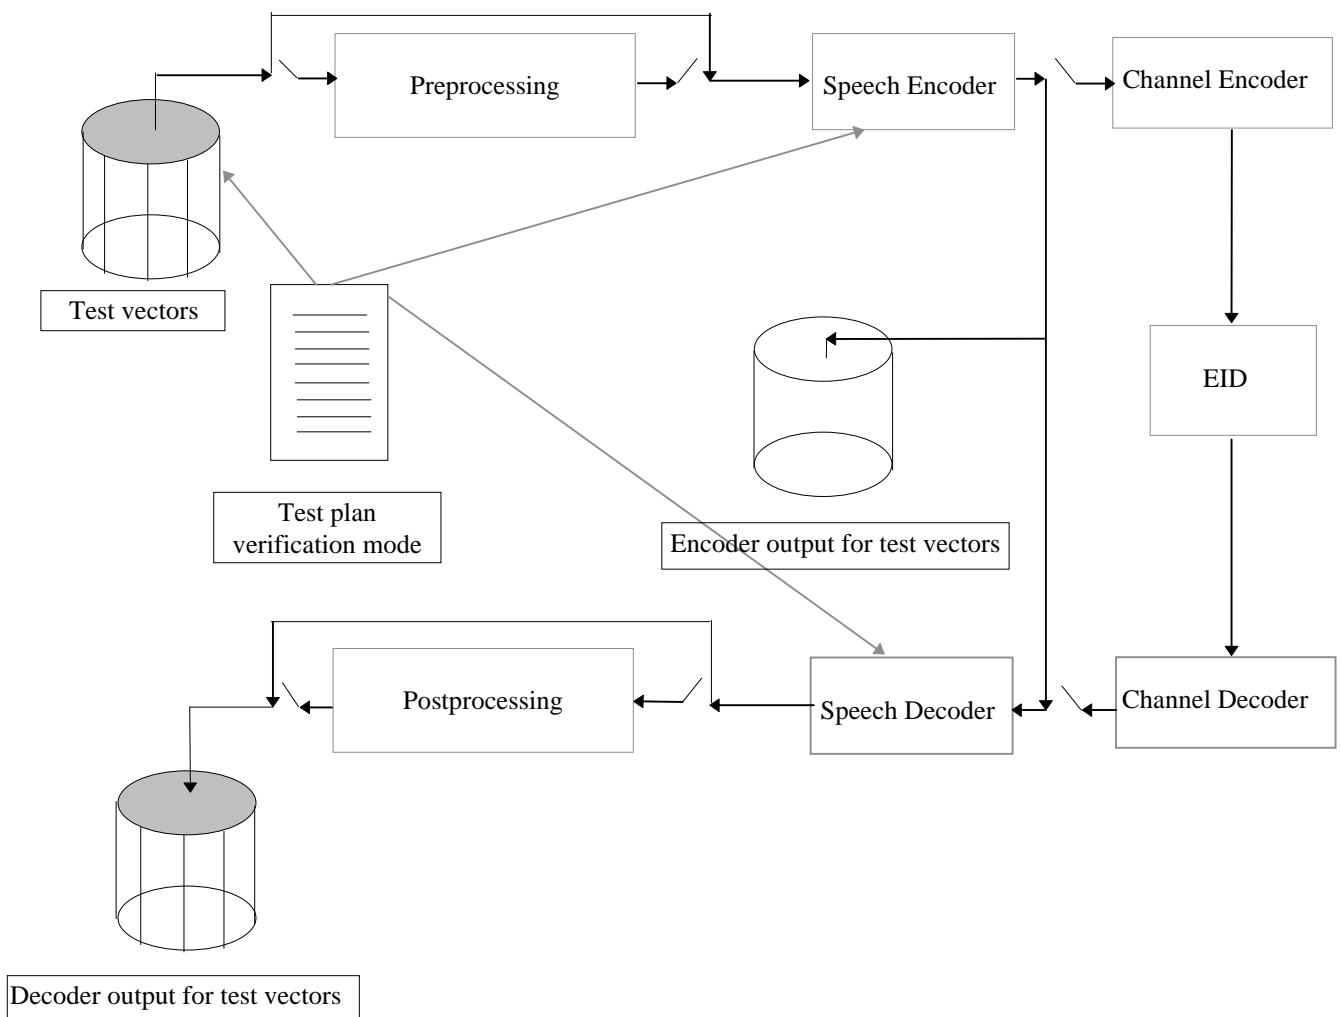 Preprocessing
Speech Encoder
Channel Encoder
Test vectors
EID
Test plan
verification mode
Encoder output for test vectors
Postprocessing
Speech Decoder
Channel Decoder
Decoder output for test vectors